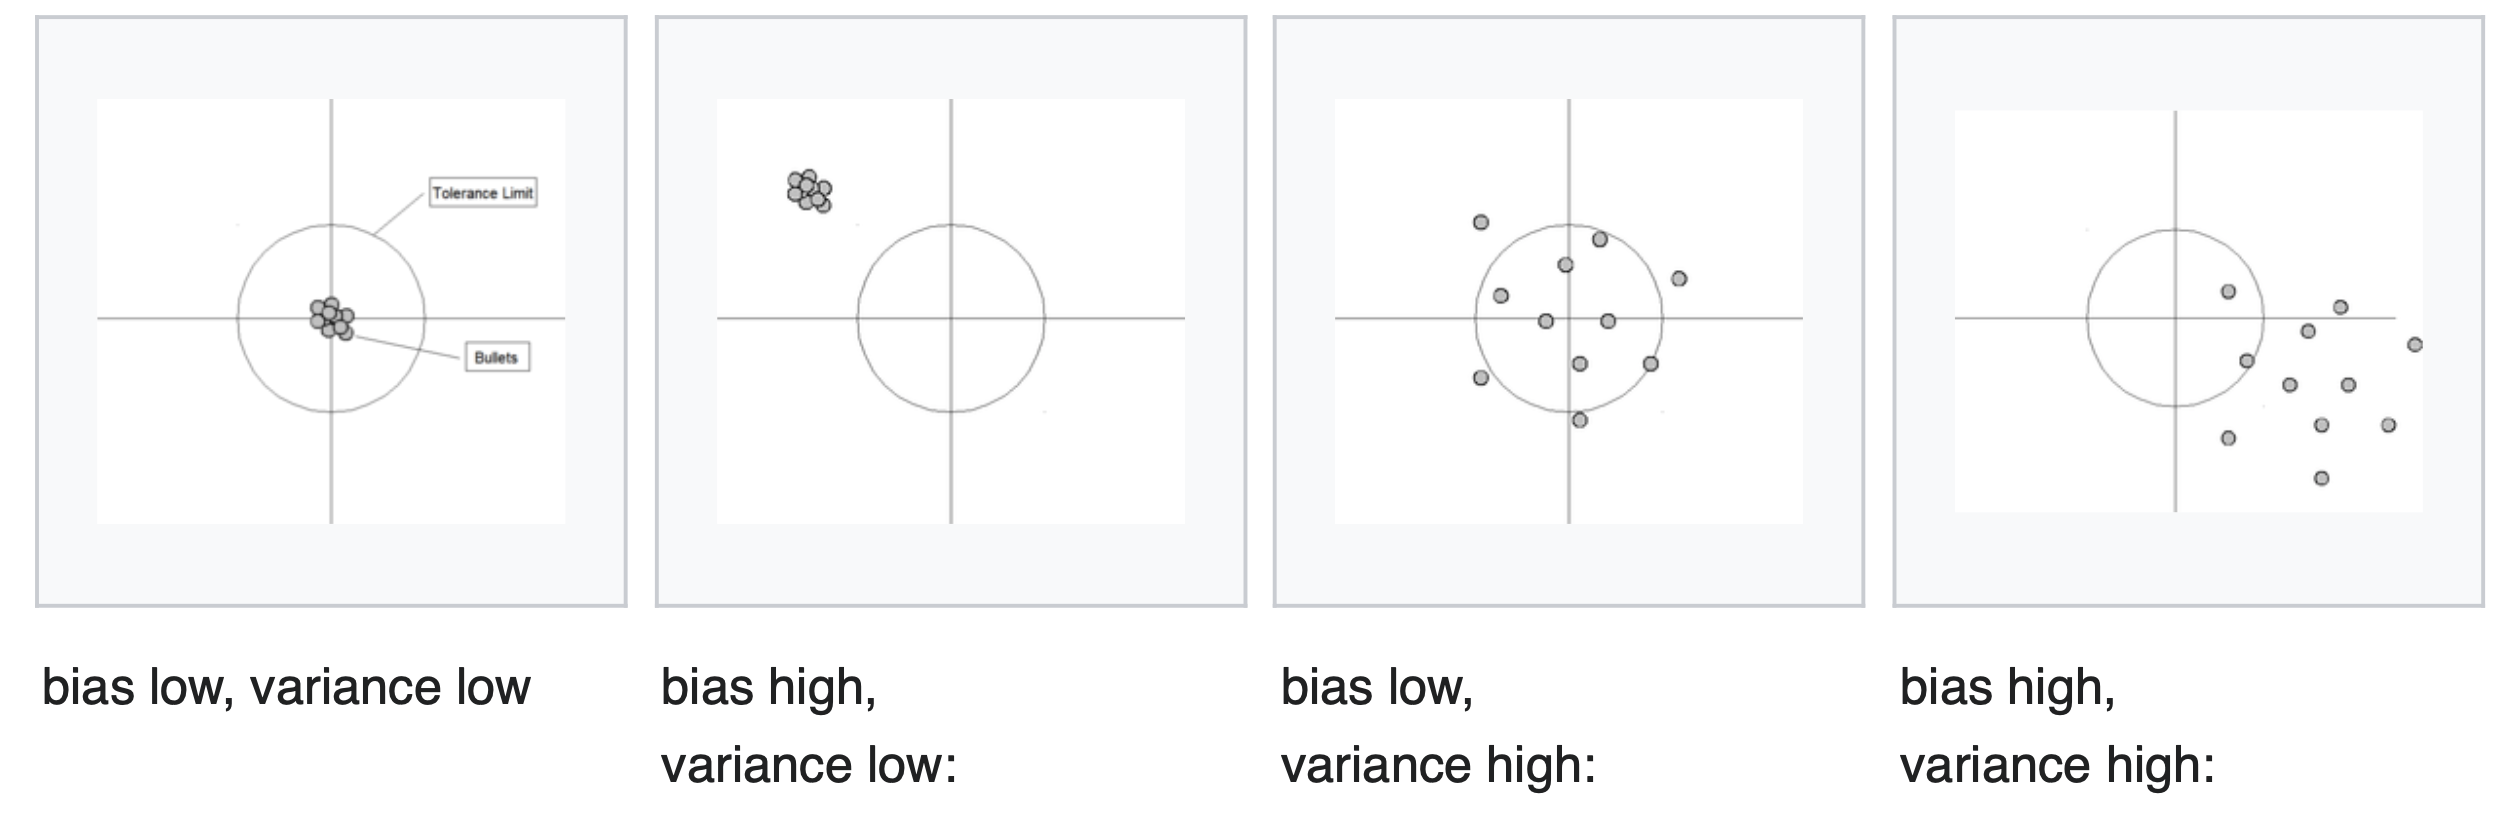 Tolerance Limit
Bullets
bias low, variance low
bias high,
variance low:
bias low,
variance high:
bias high,
variance high: